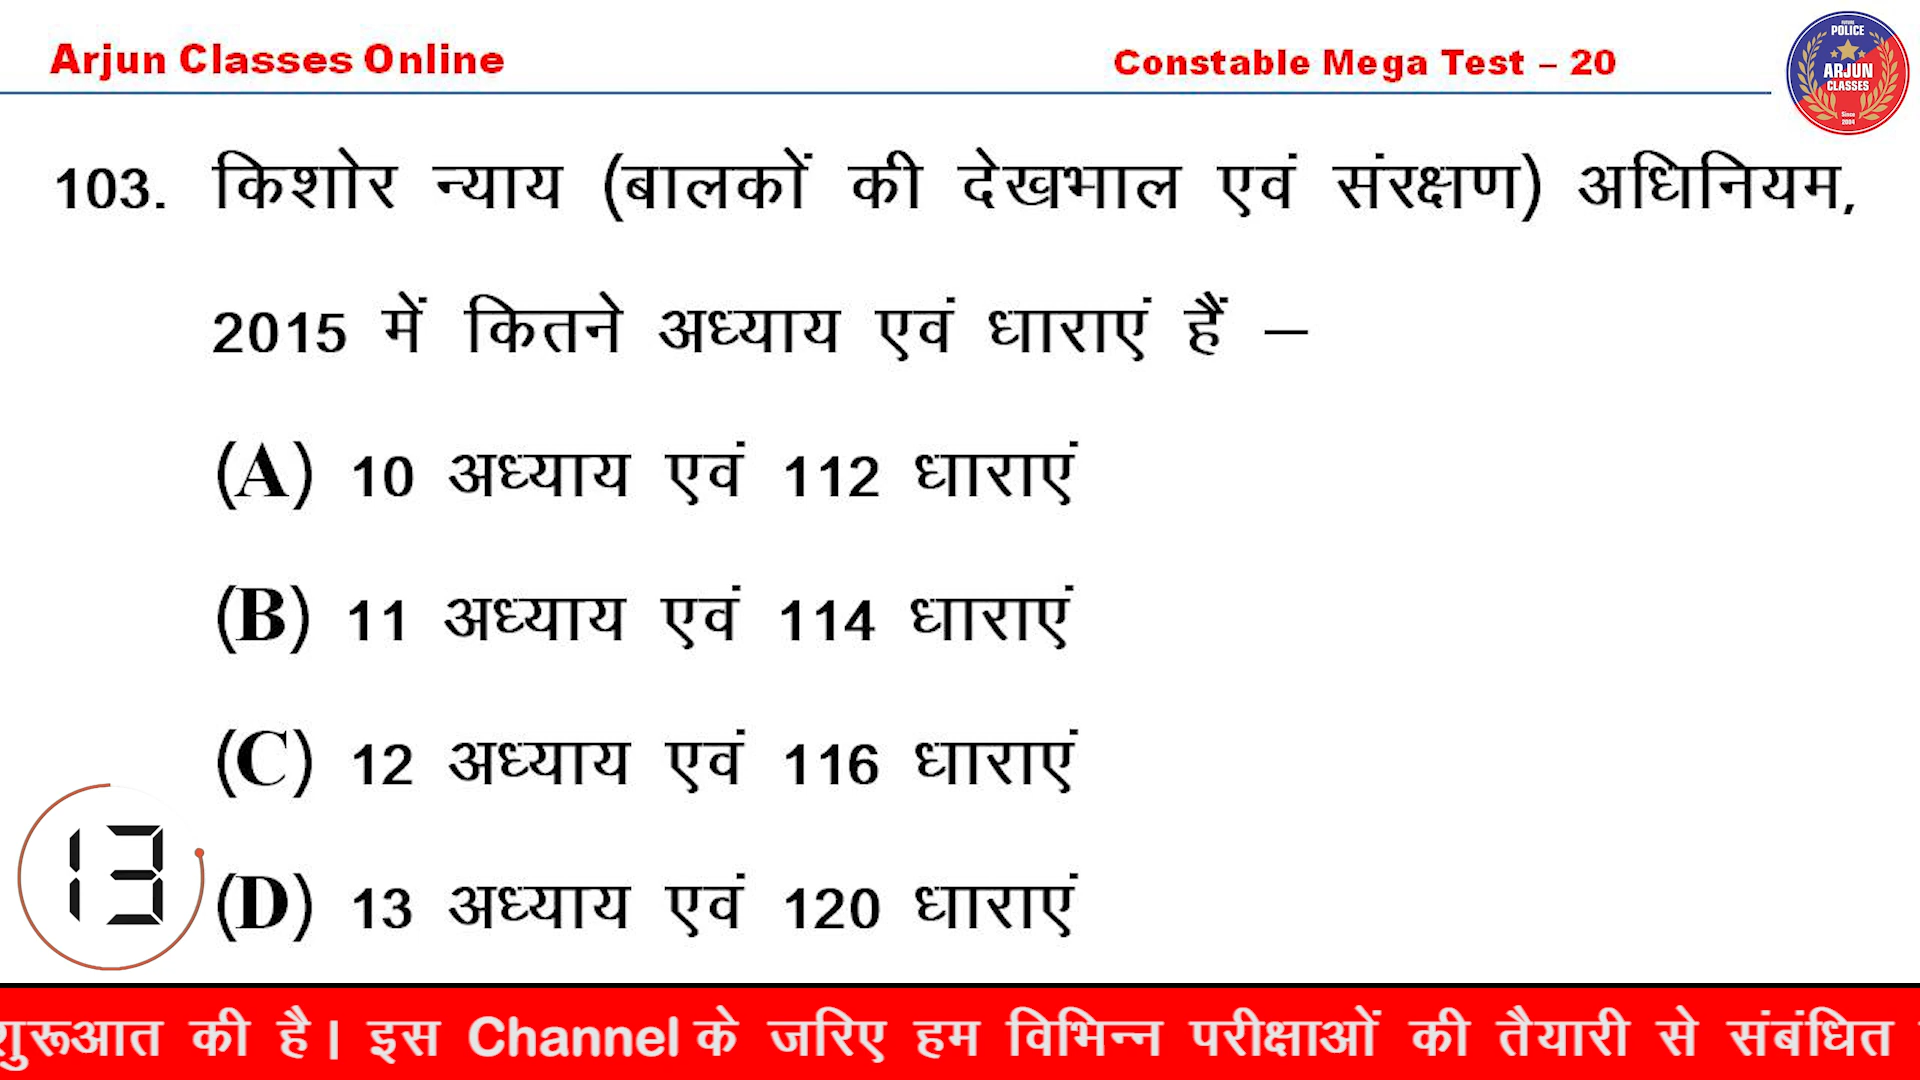 Arjun Classes Online
Constable Mega Test – 20
POLICE
ARJUN
CLASSES
Since
2004
103. किशोर न्याय (बालकों की देखभाल एवं संरक्षण) अधिनियम,
2015 में कितने अध्याय एवं धाराएं हैं –
(A) 10 अध्याय एवं 112 धाराएं
(B) 11 अध्याय एवं 114 धाराएं
(C) 12 अध्याय एवं 116 धाराएं
13
(D) 13 अध्याय एवं 120 धाराएं
शुरूआत की है। इस Channel के जरिए हम विभिन्न परीक्षाओं की तैयारी से संबंधित